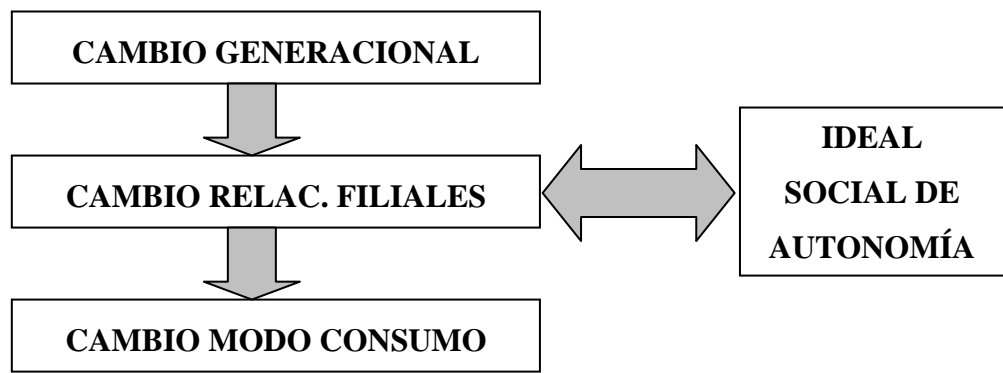 CAMBIO GENERACIONAL
CAMBIO RELAC. FILIALES
CAMBIO MODO CONSUMO
IDEAL
SOCIAL DE
AUTONOMÍA